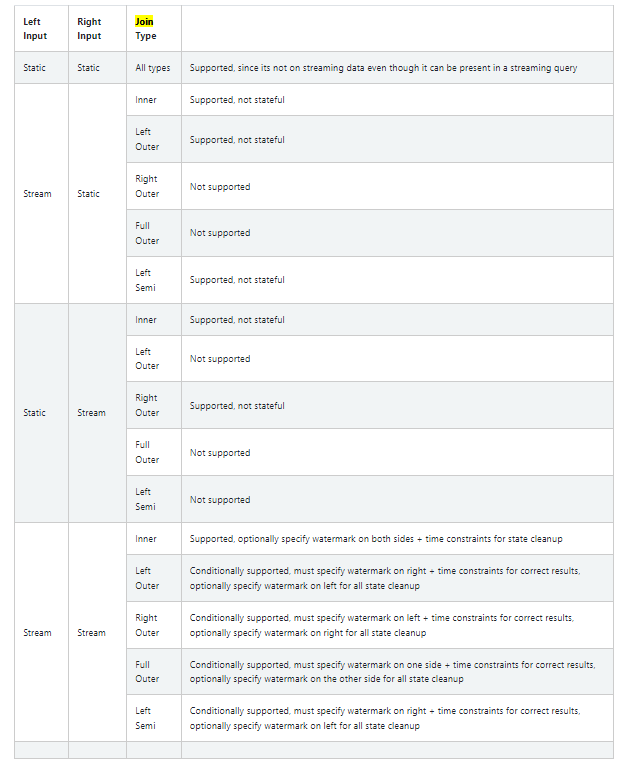 Left Input
Right Input
Join Type
Static
Static
All types
Supported, since its not on streaming data even though it can be present in a streaming query
Stream
Static
Inner
Supported, not stateful
Left Outer
Supported, not stateful
Right Outer
Not supported
Full Outer
Not supported
Left Semi
Supported, not stateful
Static
Stream
Inner
Supported, not stateful
Left Outer
Not supported
Right Outer
Supported, not stateful
Full Outer
Not supported
Left Semi
Not supported
Stream
Stream
Inner
Supported, optionally specify watermark on both sides + time constraints for state cleanup
Left Outer
Conditionally supported, must specify watermark on right + time constraints for correct results,
optionally specify watermark on left for all state cleanup
Right Outer
Conditionally supported, must specify watermark on left + time constraints for correct results,
optionally specify watermark on right for all state cleanup
Full Outer
Conditionally supported, must specify watermark on one side + time constraints for correct results,
optionally specify watermark on the other side for all state cleanup
Left Semi
Conditionally supported, must specify watermark on right + time constraints for correct results,
optionally specify watermark on left for all state cleanup